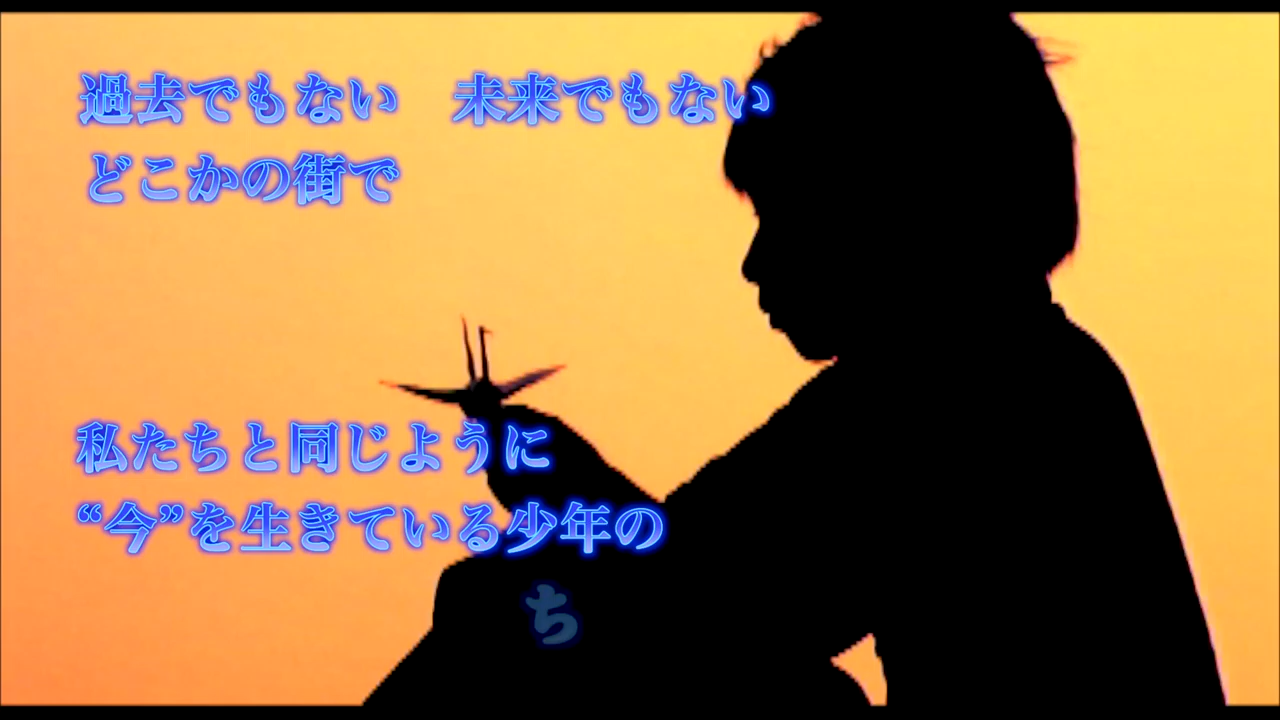 過去でもない　未来でもない
どこかの街で
私たちと同じように
“今”を生きている少年の
ち